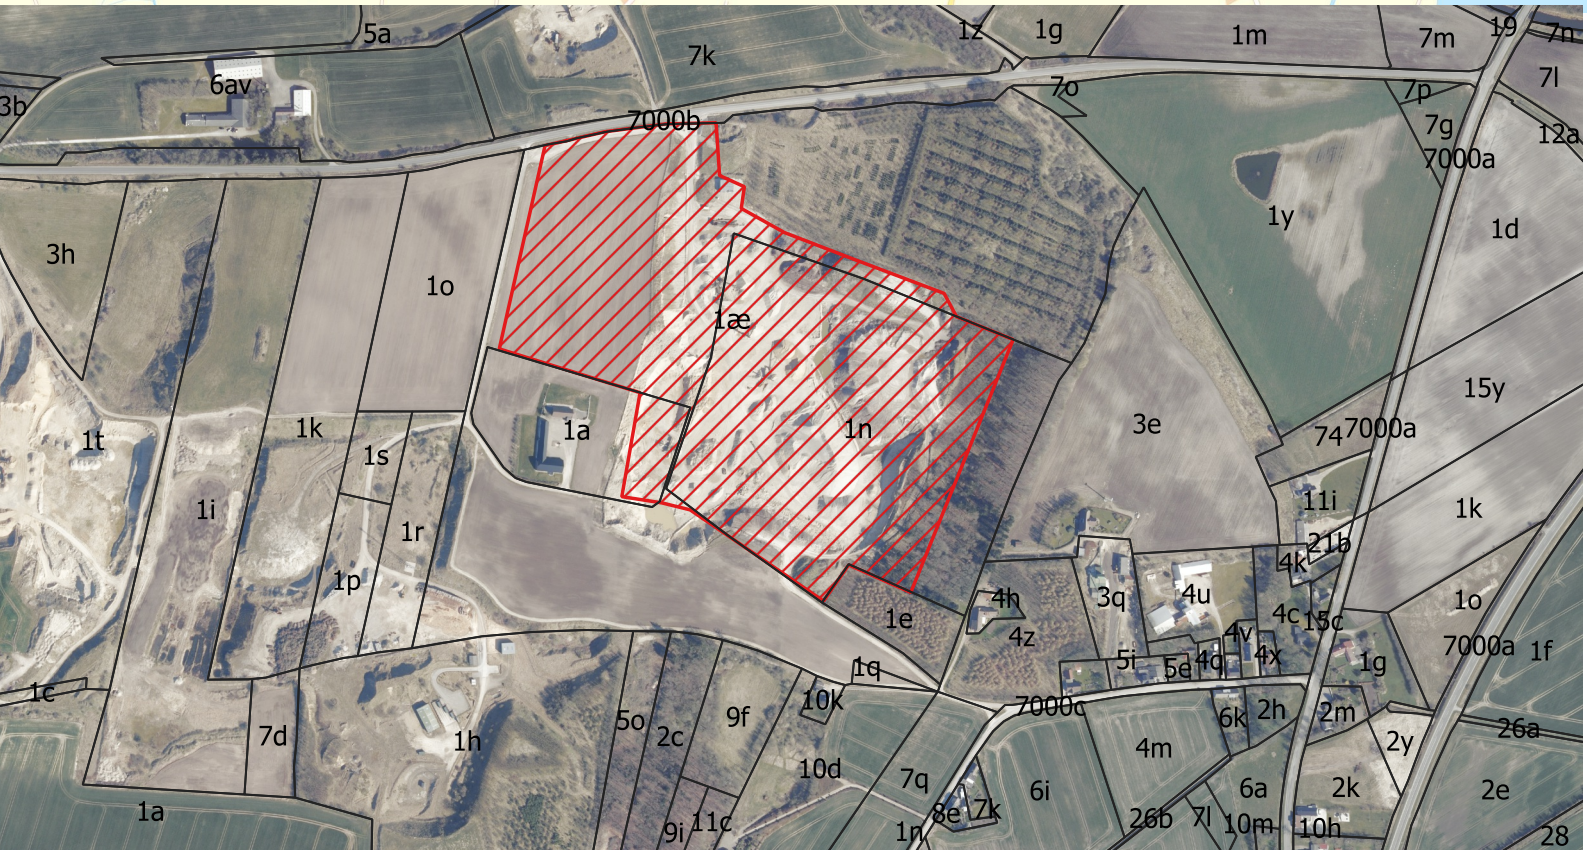 5a
1z
1g
1m
7m
19
7n
7k
6av
7o
7p
7l
3b
7000b
7g
12a
7000a
1y
1d
3h
1o
1æ
15y
1k
1s
1a
1n
3e
74
7000a
1t
1i
1r
11i
1k
21b
4k
1p
1e
4h
3q
4u
4c
15c
1o
4z
4v
7000a
1f
5i
5e
4q
4x
1g
1q
1c
10k
7000c
6k
2h
2m
26a
5o
2c
9f
7d
1h
4m
2y
10d
7q
6i
6a
2k
2e
1a
8e
7k
26b
7l
10m
10h
9i
11c
1n
28